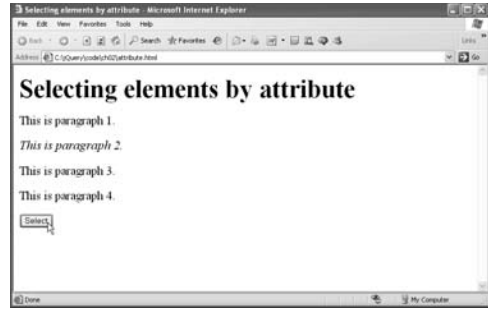 Selecting elements by attribute - Microsoft Internet Explorer
File Edit View Favorites Tools Help
Back Search Favorites
Links
Address C:\jQuery\code\ch02\attribute.html Go
Selecting elements by attribute
This is paragraph 1.
This is paragraph 2.
This is paragraph 3.
This is paragraph 4.
Select
Done My Computer